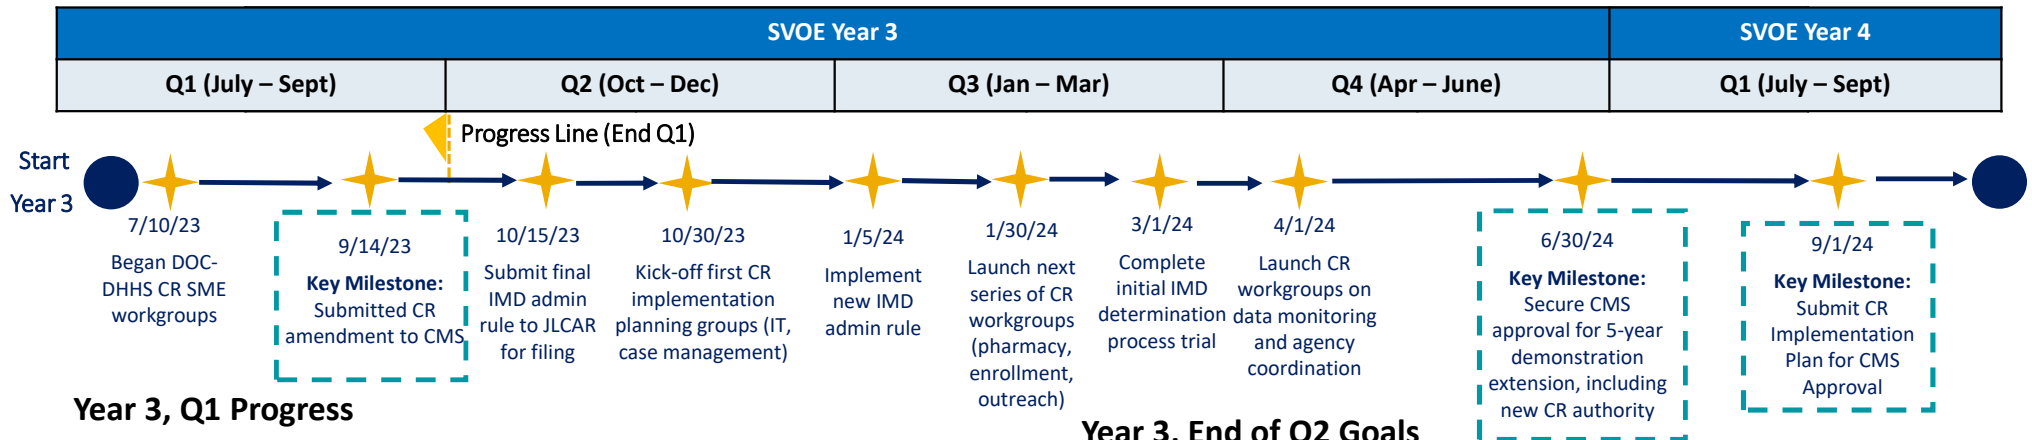 SVOE Year 3
SVOE Year 4
Q1 (July – Sept)
Q2 (Oct – Dec)
Q3 (Jan – Mar)
Q4 (Apr – June)
Q1 (July – Sept)
Progress Line (End Q1)
Start
Year 3
7/10/23
Began DOC-
DHHS CR SME
workgroups
9/14/23
Key Milestone:
Submitted CR
amendment to CMS
10/15/23
Submit final
IMD admin
rule to JLCAR
for filing
10/30/23
Kick-off first CR
implementation
planning groups (IT,
case management)
1/5/24
Implement
new IMD
admin rule
1/30/24
Launch next
series of CR
workgroups
(pharmacy,
enrollment,
outreach)
3/1/24
Complete
initial IMD
determination
process trial
4/1/24
Launch CR
workgroups on
data monitoring
and agency
coordination
6/30/24
Key Milestone:
Secure CMS
approval for 5-year
demonstration
extension, including
new CR authority
9/1/24
Key Milestone:
Submit CR
Implementation
Plan for CMS
Approval
Year 3, Q1 Progress
Year 3, End of Q2 Goals